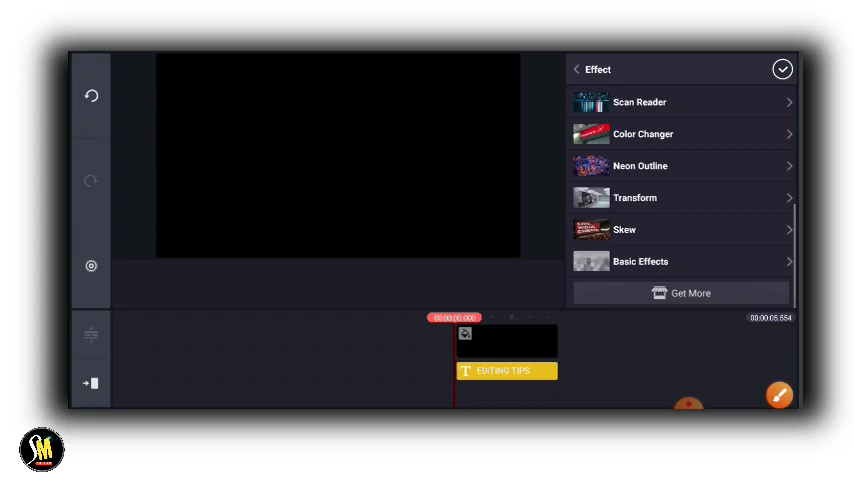 Effect
Scan Reader
Color Changer
Neon Outline
Transform
Skew
Basic Effects
Get More
00:00:00.000
00:00:05.554
T EDITING TIPS
SM